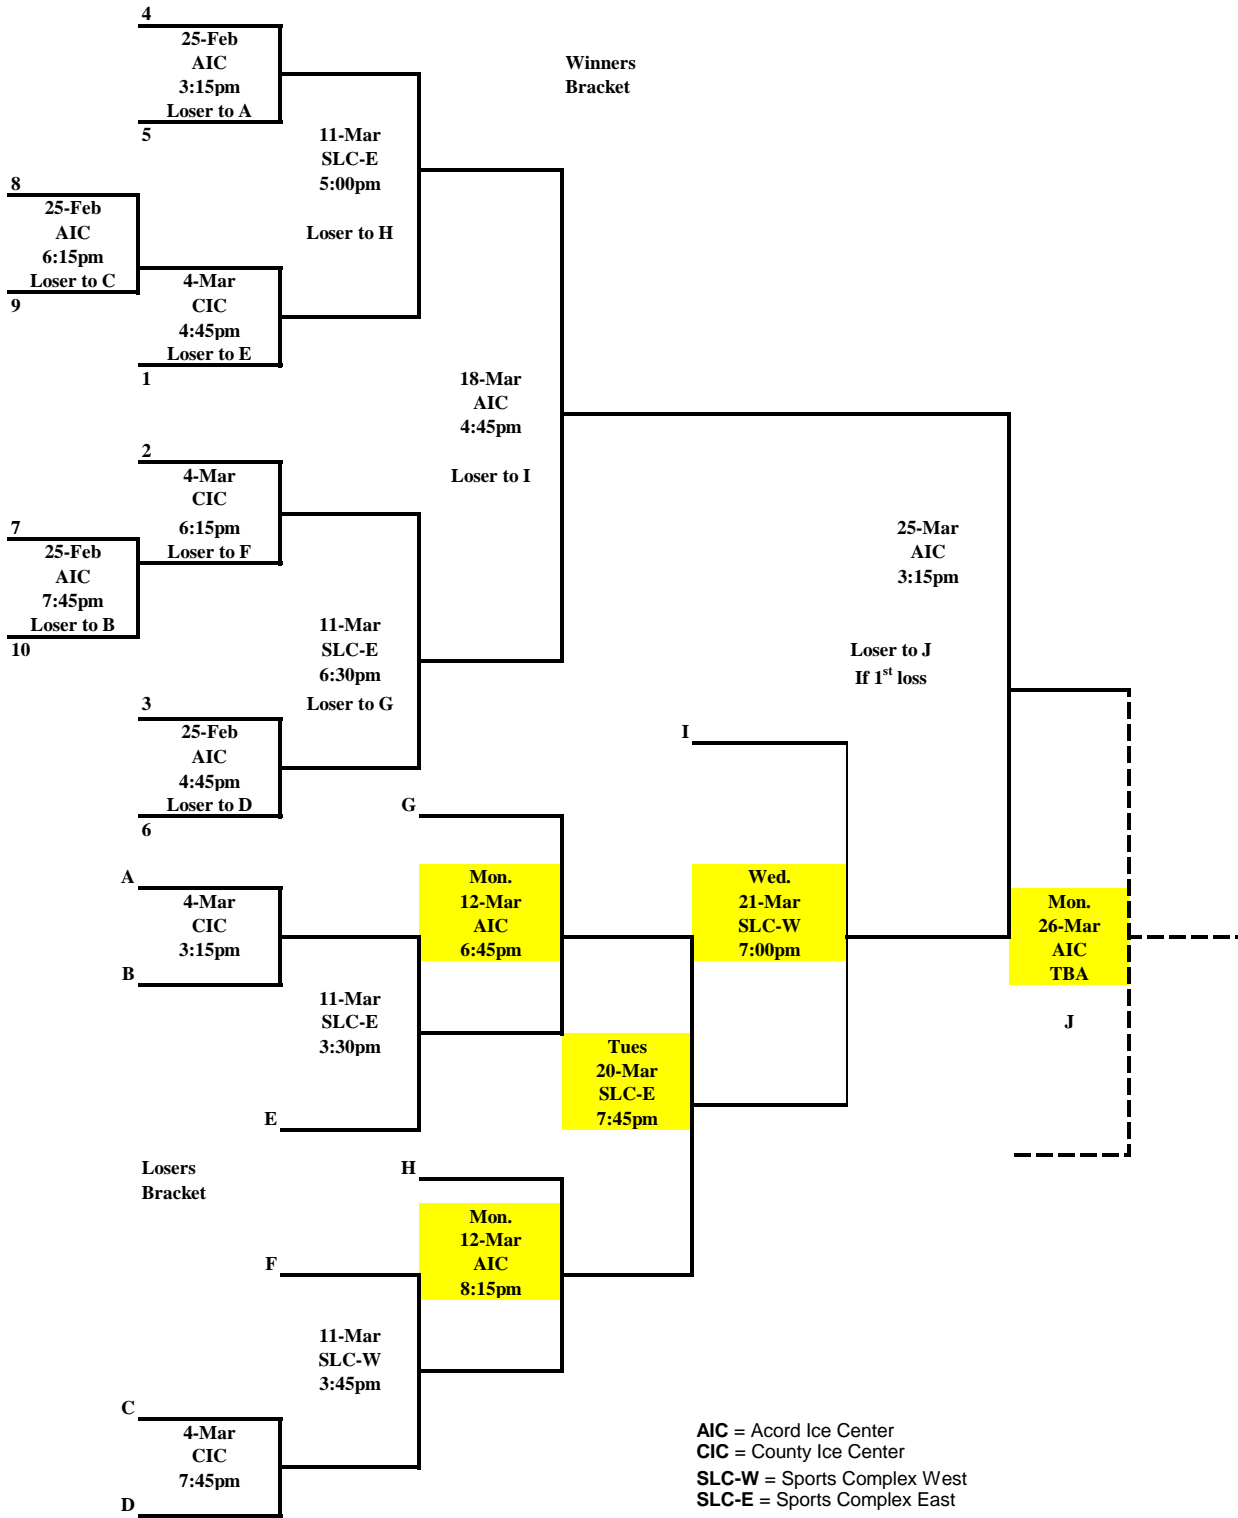 4
25-Feb
AIC
3:15pm
Loser to A
5
Winners
Bracket
11-Mar
SLC-E
5:00pm
Loser to H
8
25-Feb
AIC
6:15pm
Loser to C
9
4-Mar
CIC
4:45pm
Loser to E
1
18-Mar
AIC
4:45pm
Loser to I
2
4-Mar
CIC
6:15pm
Loser to F
7
25-Feb
AIC
7:45pm
Loser to B
10
11-Mar
SLC-E
6:30pm
Loser to G
25-Mar
AIC
3:15pm
Loser to J
If 1st loss
3
25-Feb
AIC
4:45pm
Loser to D
6
I
G
A
4-Mar
CIC
3:15pm
B
Mon.
12-Mar
AIC
6:45pm
Wed.
21-Mar
SLC-W
7:00pm
Mon.
26-Mar
AIC
TBA
J
11-Mar
SLC-E
3:30pm
E
Tues
20-Mar
SLC-E
7:45pm
Losers
Bracket
H
Mon.
12-Mar
AIC
8:15pm
F
11-Mar
SLC-W
3:45pm
C
4-Mar
CIC
7:45pm
D
AIC = Acord Ice Center
CIC = County Ice Center
SLC-W = Sports Complex West
SLC-E = Sports Complex East